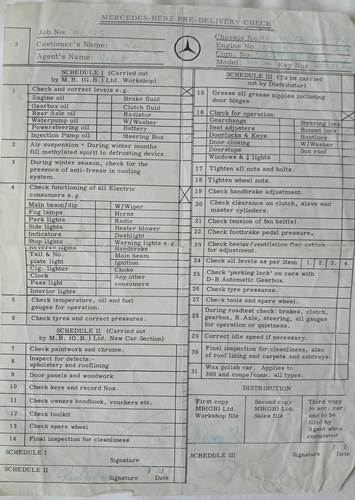 MERCEDES-BENZ PRE-DELIVERY CHECK
Job No.
Chassis No.
3
Customer's Name:
Engine No.
Com. No.
Agent's Name:
Model
Key Nos
SCHEDULE I (Carried out
by M.B. (G.B.) Ltd. Workshop)
1 Check and correct levels e.g.
Engine oil Brake fluid
Gearbox oil Clutch fluid
Rear Axle oil Radiator
Waterpump oil W/Washer
Powersteering oil Battery
Injection Pump oil Steering Box
Air suspension - During winter months
fill methylated spirit to defrosting device.
During winter season, check for the
presence of anti-freeze in cooling
system.
4 Check functioning of all Electric
consumers e.g.
Main beam/dip W/Wiper
Fog lamps Horns
Park lights Radio
Side lights Heater blower
Indicators Dashlight
Stop lights Warning lights e.g.
Reverse lights Handbrake
Tail & No. Main beam
plate light Ignition
Cig. lighter Choke
Clock Any other
Pass light consumers
Interior lights
5 Check temperature, oil and fuel
gauges for operation.
6 Check tyres and correct pressures.
SCHEDULE II (Carried out
by M.B. (G.B.) Ltd. New Car Section)
7 Check paintwork and chrome.
8 Inspect for defects -
upholstery and rooflining
9 Door panels and woodwork
10 Check keys and record Nos.
11 Check owners handbook, vouchers etc.
12 Check toolkit
13 Check spare wheel
14 Final inspection for cleanliness
SCHEDULE I
Signature Date
SCHEDULE II
Signature Date
SCHEDULE III (To be carried
out by Distributor)
15 Grease all grease nipples including
door hinges
16 Check for operation:
Gearchange Steering lock
Seat adjusters Bonnet lock
Doorlocks & Keys Bootlock
Door closing W/Washer
Doorstops Sun roof
Windows & ¼ lights
17 Tighten all nuts and bolts.
18 Tighten wheel nuts.
19 Check handbrake adjustment.
20 Check clearance on clutch, slave and
master cylinders.
21 Check tension of fan belt(s).
22 Check footbrake pedal pressure.
23 Check heater/ventilation flap cables
for adjustment.
24 Check oil levels as per item 1. 2. 3. 4.
25 Check "parking lock" on cars with
D-B Automatic Gearbox.
26 Check tyre pressures.
27 Check tools and spare wheel.
28 During roadtest check: brakes, clutch,
gearbox, R.Axle, steering, all gauges
for operation or quietness.
29 Correct idle speed if necessary.
30 Final inspection for cleanliness, also
of roof lining and carpets and ashtrays.
31 Wax polish car. Applies to
300 and coupe/conv. all types.
DISTRIBUTION
First copy Second copy Third copy
MB(GB) Ltd. MB(GB) Ltd. to acc. car
Workshop file Sales file and to be
filed by
Agent when
completed
SCHEDULE III
Signature Date